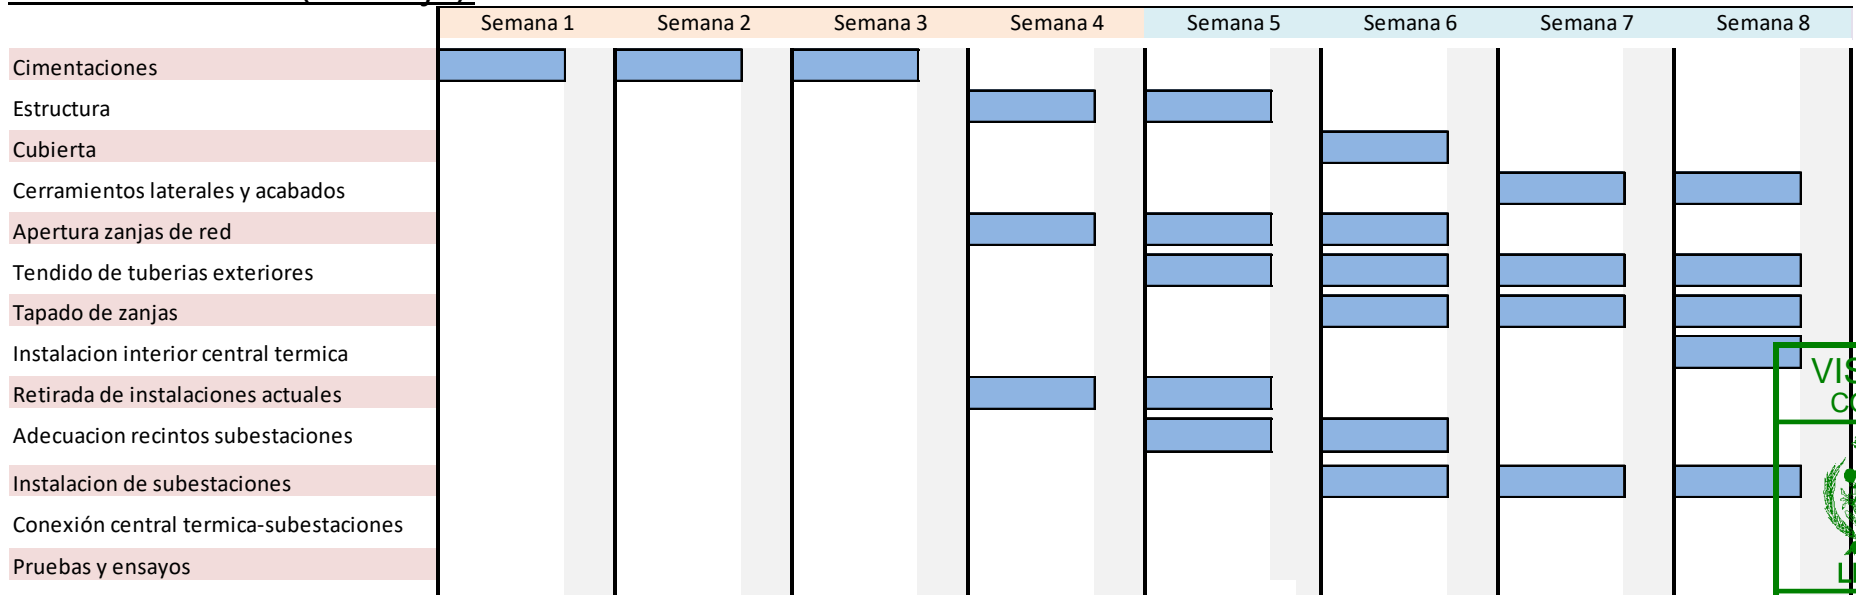 Semana 1 Semana 2 Semana 3 Semana 4 Semana 5 Semana 6 Semana 7 Semana 8
Cimentaciones
Estructura
Cubierta
Cerramientos laterales y acabados
Apertura zanjas de red
Tendido de tuberias exteriores
Tapado de zanjas
Instalacion interior central termica
Retirada de instalaciones actuales
Adecuacion recintos subestaciones
Instalacion de subestaciones
Conexión central termica-subestaciones
Pruebas y ensayos